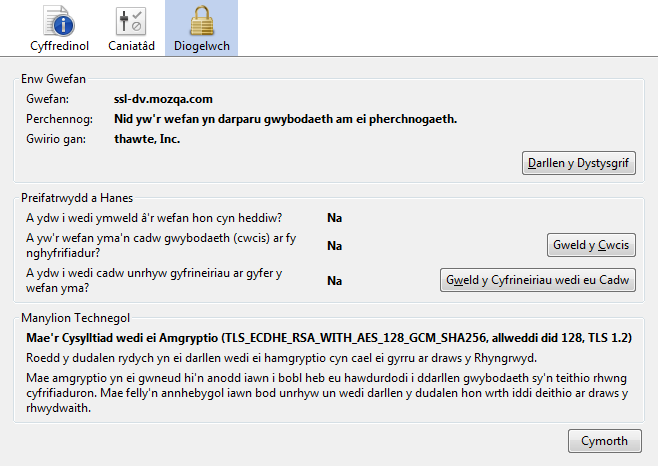 Cyffredinol Caniatâd Diogelwch
Enw Gwefan
Gwefan: ssl-dv.mozqa.com
Perchennog: Nid yw'r wefan yn darparu gwybodaeth am ei pherchnogaeth.
Gwirio gan: thawte, Inc.
Darllen y Dystysgrif
Preifatrwydd a Hanes
A ydw i wedi ymweld â'r wefan hon cyn heddiw? Na
A yw'r wefan yma'n cadw gwybodaeth (cwcis) ar fy
nghyfrifiadur? Na Gweld y Cwcis
A ydw i wedi cadw unrhyw gyfrineiriau ar gyfer y
wefan yma? Na Gweld y Cyfrineiriau wedi eu Cadw
Manylion Technegol
Mae'r Cysylltiad wedi ei Amgryptio (TLS_ECDHE_RSA_WITH_AES_128_GCM_SHA256, allweddi did 128, TLS 1.2)
Roedd y dudalen rydych yn ei darllen wedi ei hamgryptio cyn cael ei gyrru ar draws y Rhyngrwyd.
Mae amgryptio yn ei gwneud hi'n anodd iawn i bobl heb eu hawdurdodi i ddarllen gwybodaeth sy'n teithio rhwng
cyfrifiaduron. Mae felly'n annhebygol iawn bod unrhyw un wedi darllen y dudalen hon wrth iddi deithio ar draws y
rhwydwaith.
Cymorth